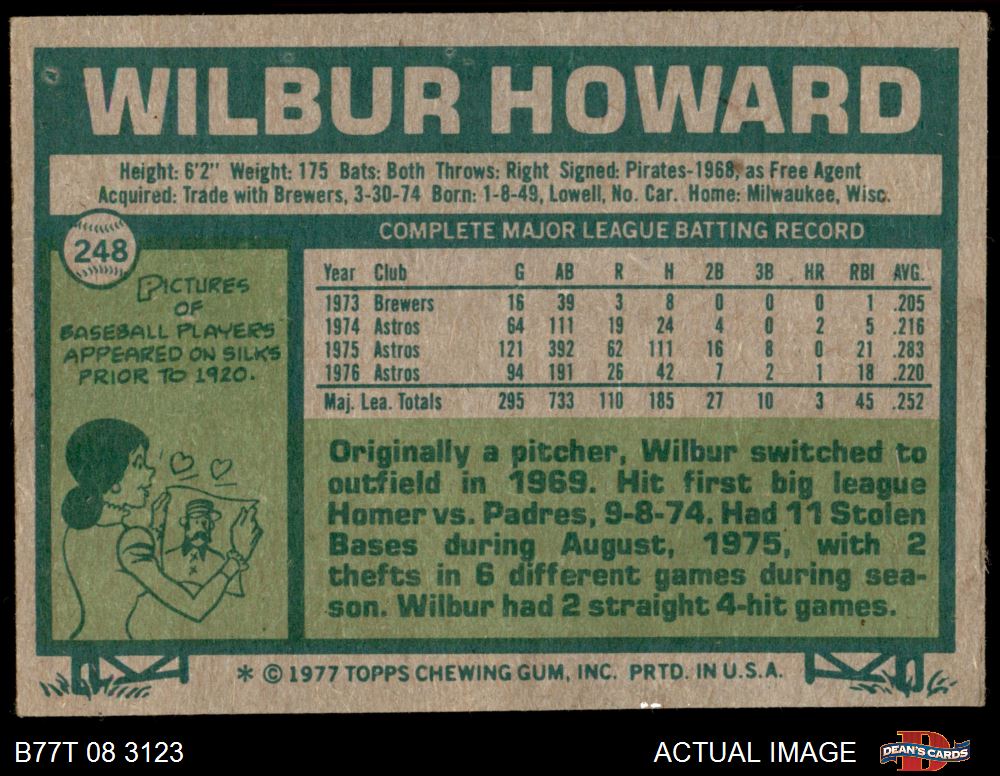 WILBUR HOWARD
Height: 6'2" Weight: 175 Bats: Both Throws: Right Signed: Pirates-1968, as Free Agent
Acquired: Trade with Brewers, 3-30-74 Born: 1-8-49, Lowell, No. Car. Home: Milwaukee, Wisc.
248
PICTURES
OF
BASEBALL PLAYERS
APPEARED ON SILKS
PRIOR TO 1920.
COMPLETE MAJOR LEAGUE BATTING RECORD
Year Club G AB R H 2B 3B HR RBI AVG.
1973 Brewers 16 39 3 8 0 0 0 1 .205
1974 Astros 64 111 19 24 4 0 2 5 .216
1975 Astros 121 392 62 111 16 8 0 21 .283
1976 Astros 94 191 26 42 7 2 1 18 .220
Maj. Lea. Totals 295 733 110 185 27 10 3 45 .252
Originally a pitcher, Wilbur switched to
outfield in 1969. Hit first big league
Homer vs. Padres, 9-8-74. Had 11 Stolen
Bases during August, 1975, with 2
thefts in 6 different games during sea-
son. Wilbur had 2 straight 4-hit games.
* © 1977 TOPPS CHEWING GUM, INC. PRTD. IN U.S.A.
B77T 08 3123
ACTUAL IMAGE
D
DEAN'S CARDS